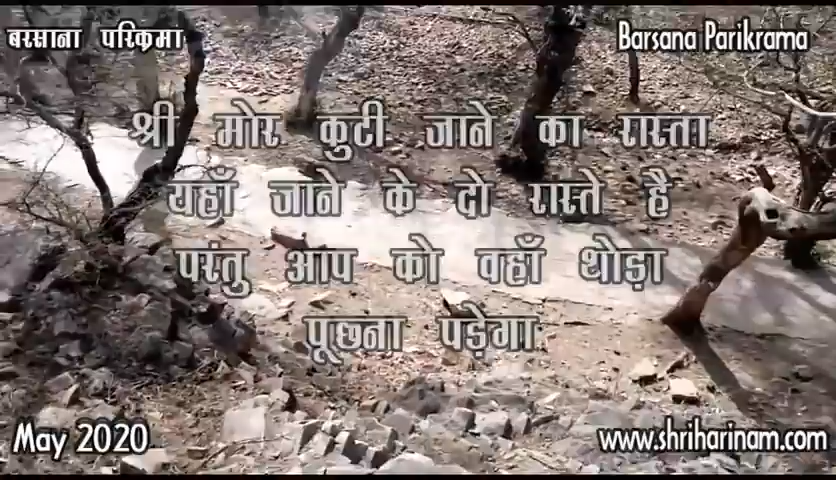 बरसाना परिक्रमा
Barsana Parikrama
श्री मोर कुटी जाने का रास्ता
यहाँ जाने के दो रास्ते है
परंतु आप को वहाँ थोड़ा
पूछना पड़ेगा
May 2020
www.shriharinam.com